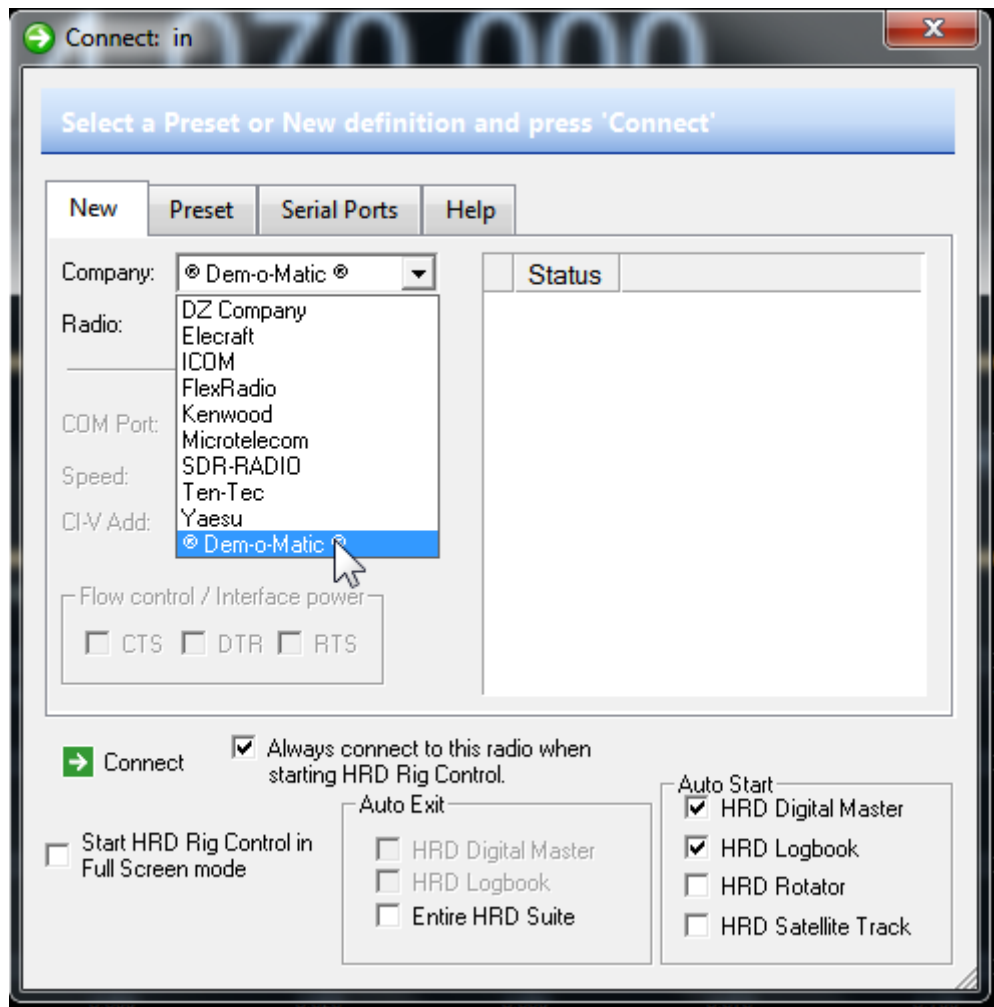 Connect: in
Select a Preset or New definition and press 'Connect'
New Preset Serial Ports Help
Company: ® Dem-o-Matic ®
Status
DZ Company
Radio:
Elecraft
ICOM
FlexRadio
Kenwood
COM Port:
Microtelecom
SDR-RADIO
Speed:
Ten-Tec
CI-V Add:
Yaesu
® Dem-o-Matic ®
Flow control / Interface power
CTS DTR RTS
Connect
Always connect to this radio when
starting HRD Rig Control.
Start HRD Rig Control in
Full Screen mode
Auto Exit
HRD Digital Master
HRD Logbook
Entire HRD Suite
Auto Start
HRD Digital Master
HRD Logbook
HRD Rotator
HRD Satellite Track